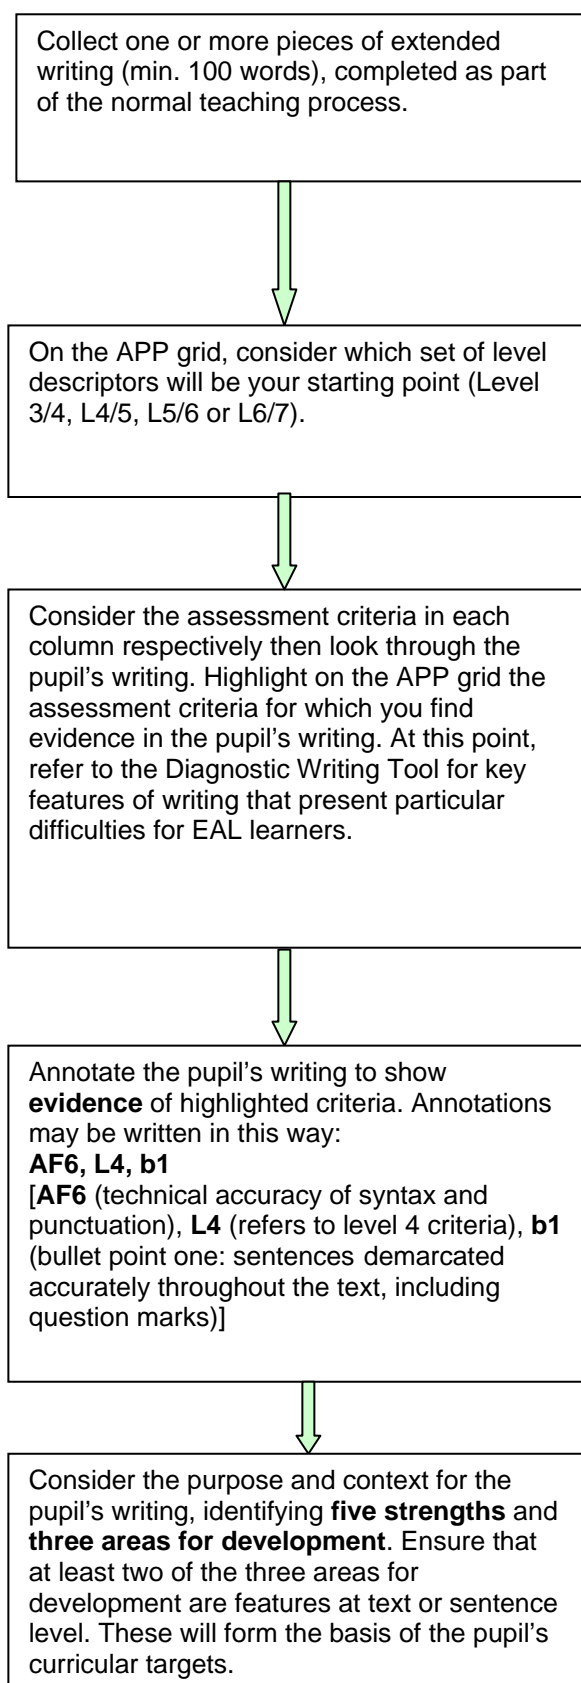 Collect one or more pieces of extended
writing (min. 100 words), completed as part
of the normal teaching process.
On the APP grid, consider which set of level
descriptors will be your starting point (Level
3/4, L4/5, L5/6 or L6/7).
Consider the assessment criteria in each
column respectively then look through the
pupil's writing. Highlight on the APP grid the
assessment criteria for which you find
evidence in the pupil's writing. At this point,
refer to the Diagnostic Writing Tool for key
features of writing that present particular
difficulties for EAL learners.
Annotate the pupil's writing to show
evidence of highlighted criteria. Annotations
may be written in this way:
AF6, L4, b1
[AF6 (technical accuracy of syntax and
punctuation), L4 (refers to level 4 criteria), b1
(bullet point one: sentences demarcated
accurately throughout the text, including
question marks)]
Consider the purpose and context for the
pupil's writing, identifying five strengths and
three areas for development. Ensure that
at least two of the three areas for
development are features at text or sentence
level. These will form the basis of the pupil's
curricular targets.